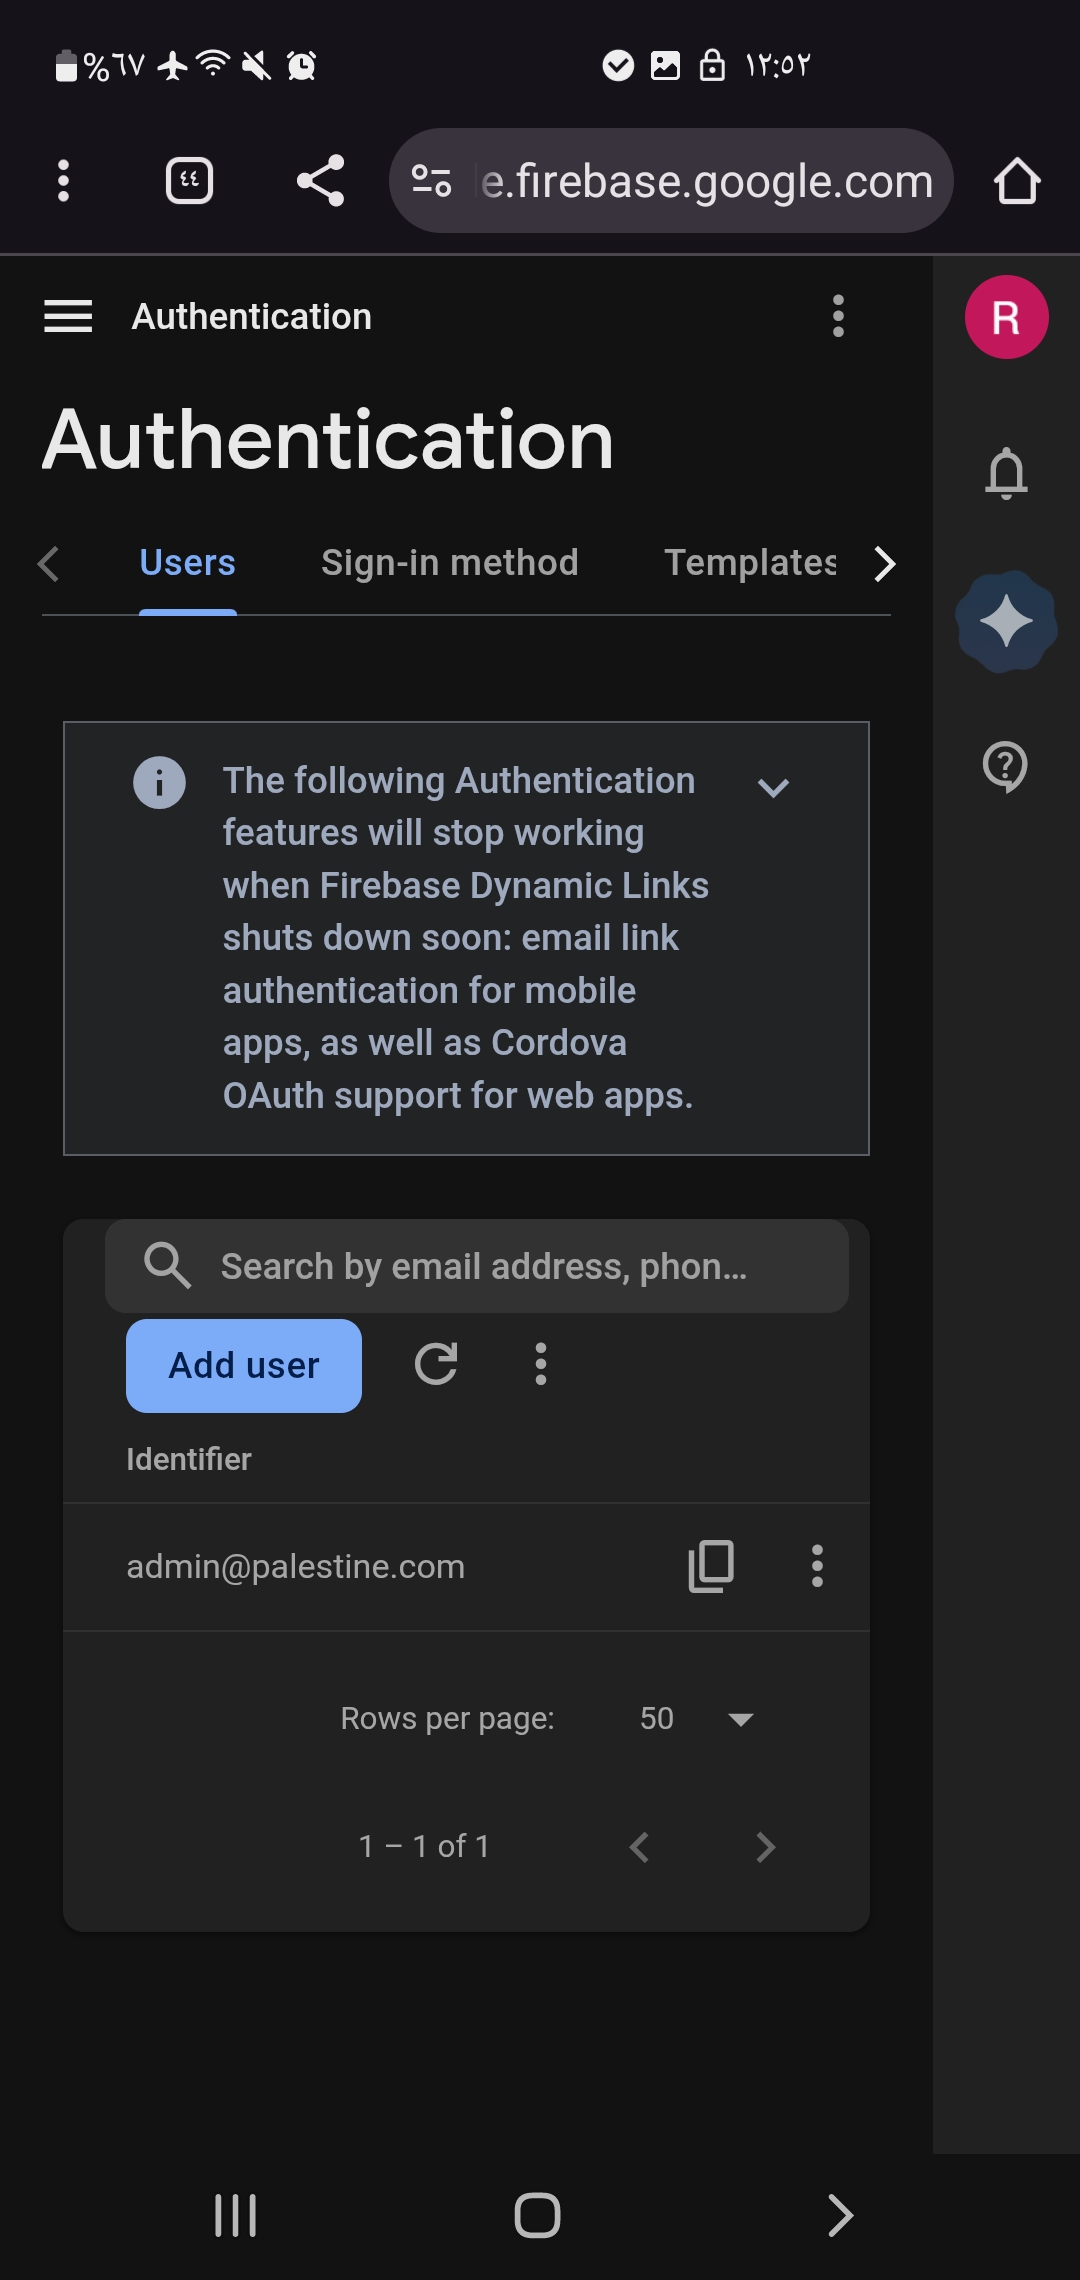 %٦٧
١٢:٥٢
٤٤
e.firebase.google.com
Authentication
R
Authentication
Users
Sign-in method
Templates
The following Authentication
features will stop working
when Firebase Dynamic Links
shuts down soon: email link
authentication for mobile
apps, as well as Cordova
OAuth support for web apps.
Search by email address, phon…
Add user
Identifier
admin@palestine.com
Rows per page:
50
1 – 1 of 1